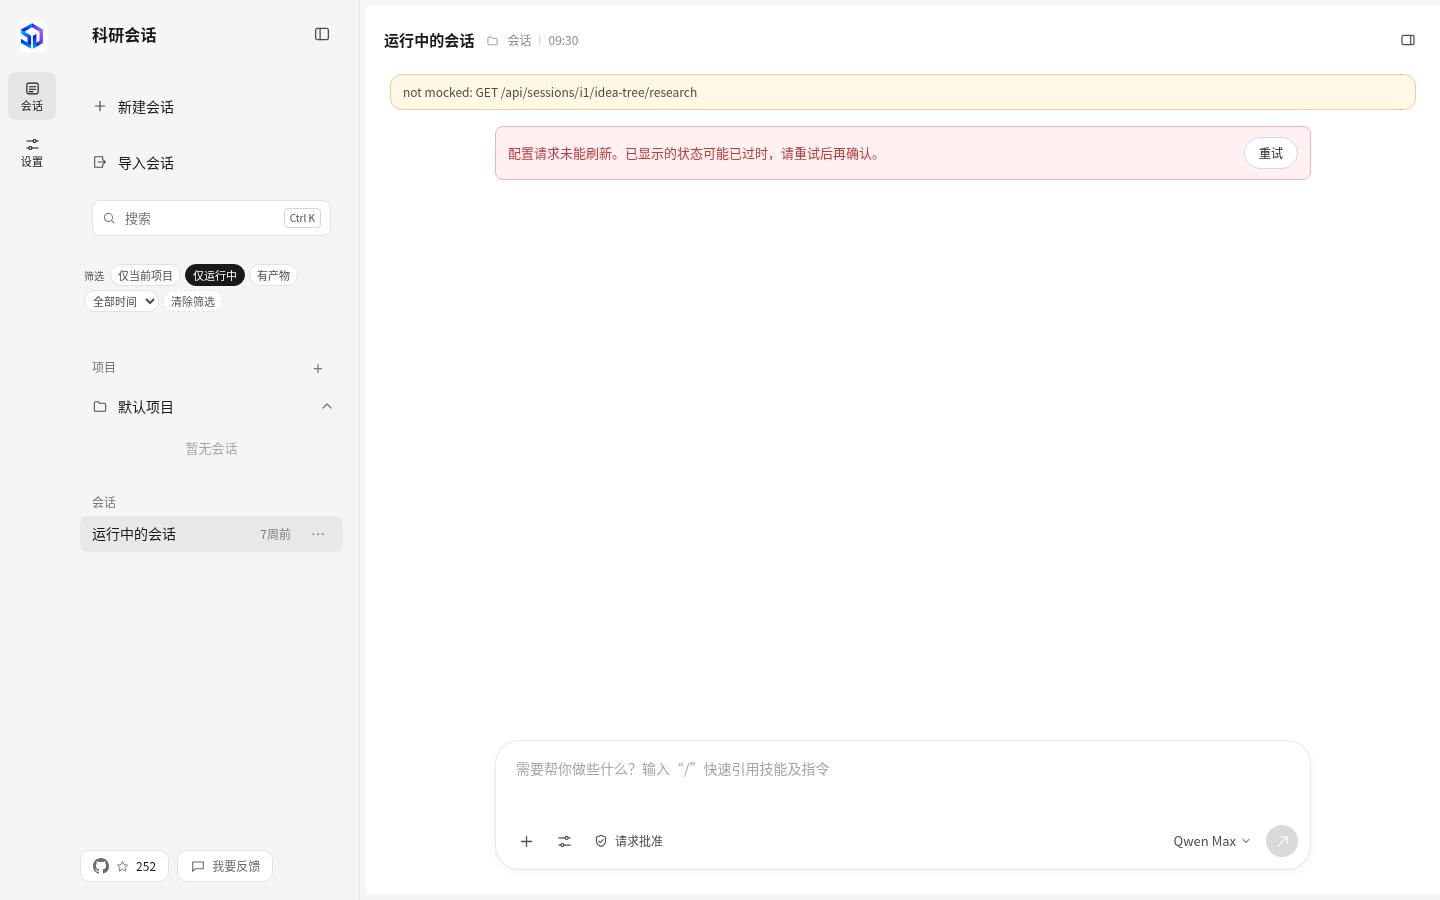 科研会话
会话
设置
新建会话
导入会话
搜索 Ctrl K
筛选 仅当前项目 仅运行中 有产物
全部时间 清除筛选
项目
默认项目
暂无会话
会话
运行中的会话 7周前
252 我要反馈
运行中的会话 会话 09:30
not mocked: GET /api/sessions/i1/idea-tree/research
配置请求未能刷新。已显示的状态可能已过时，请重试后再确认。 重试
需要帮你做些什么？输入“/”快速引用技能及指令
请求批准 Qwen Max